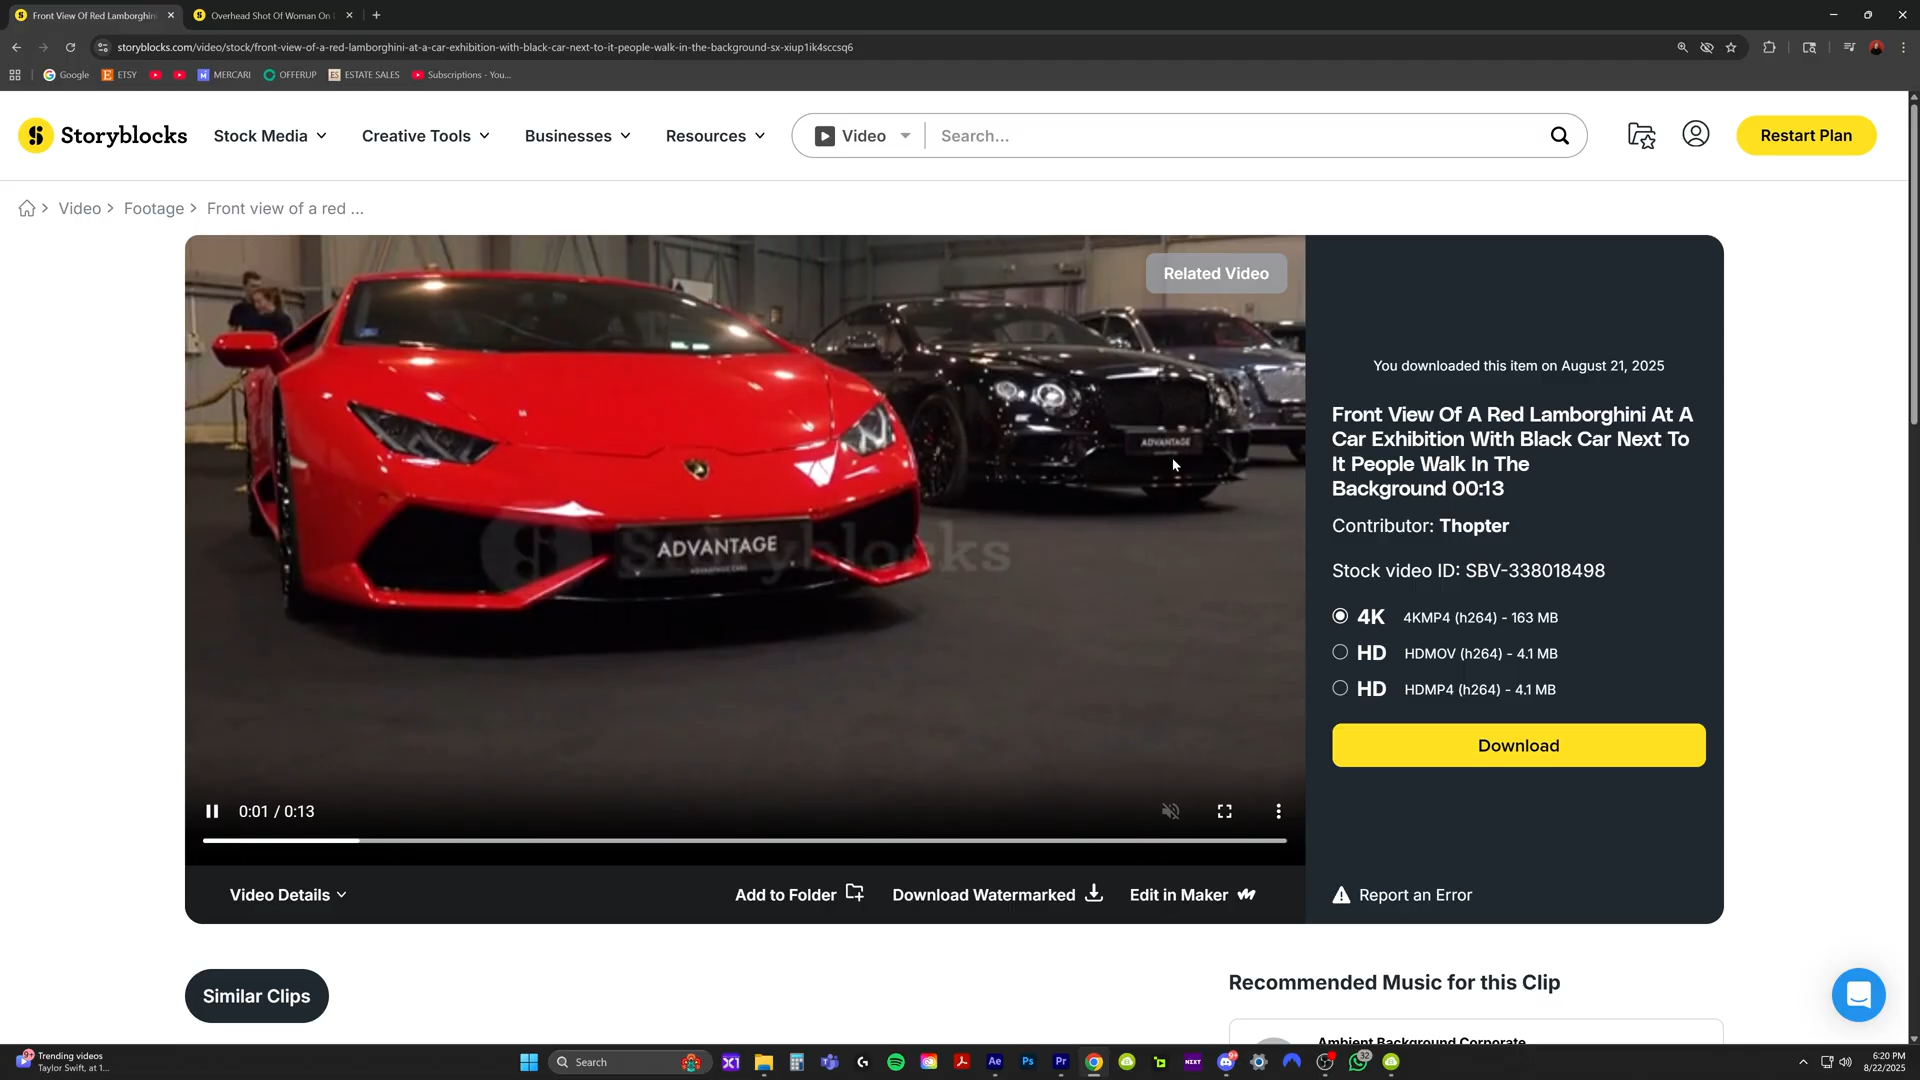 Front View Of Red Lamborghin
Overhead Shot Of Woman On
storyblocks.com/video/stock/front-view-of-a-red-lamborghini-at-a-car-exhibition-with-black-car-next-to-it-people-walk-in-the-background-sx-xiup1ik4sccsq6
Google ETSY MERCARI OFFERUP ES ESTATE SALES Subscriptions - You...
Storyblocks Stock Media Creative Tools Businesses Resources Video Search... Restart Plan
Video > Footage > Front view of a red ...
Related Video
You downloaded this item on August 21, 2025
Front View Of A Red Lamborghini At A
Car Exhibition With Black Car Next To
It People Walk In The
Background 00:13
Contributor: Thopter
Stock video ID: SBV-338018498
4K 4KMP4 (h264) - 163 MB
HD HDMOV (h264) - 4.1 MB
HD HDMP4 (h264) - 4.1 MB
Download
ADVANTAGE
ADVANTAGE
Storyblocks
0:01 / 0:13
Video Details Add to Folder Download Watermarked Edit in Maker Report an Error
Similar Clips
Recommended Music for this Clip
Ambient Background Corporate
Trending videos
Taylor Swift, at 1...
Search
Ae Ps Pr NEXT 32
6:20 PM
8/22/2025